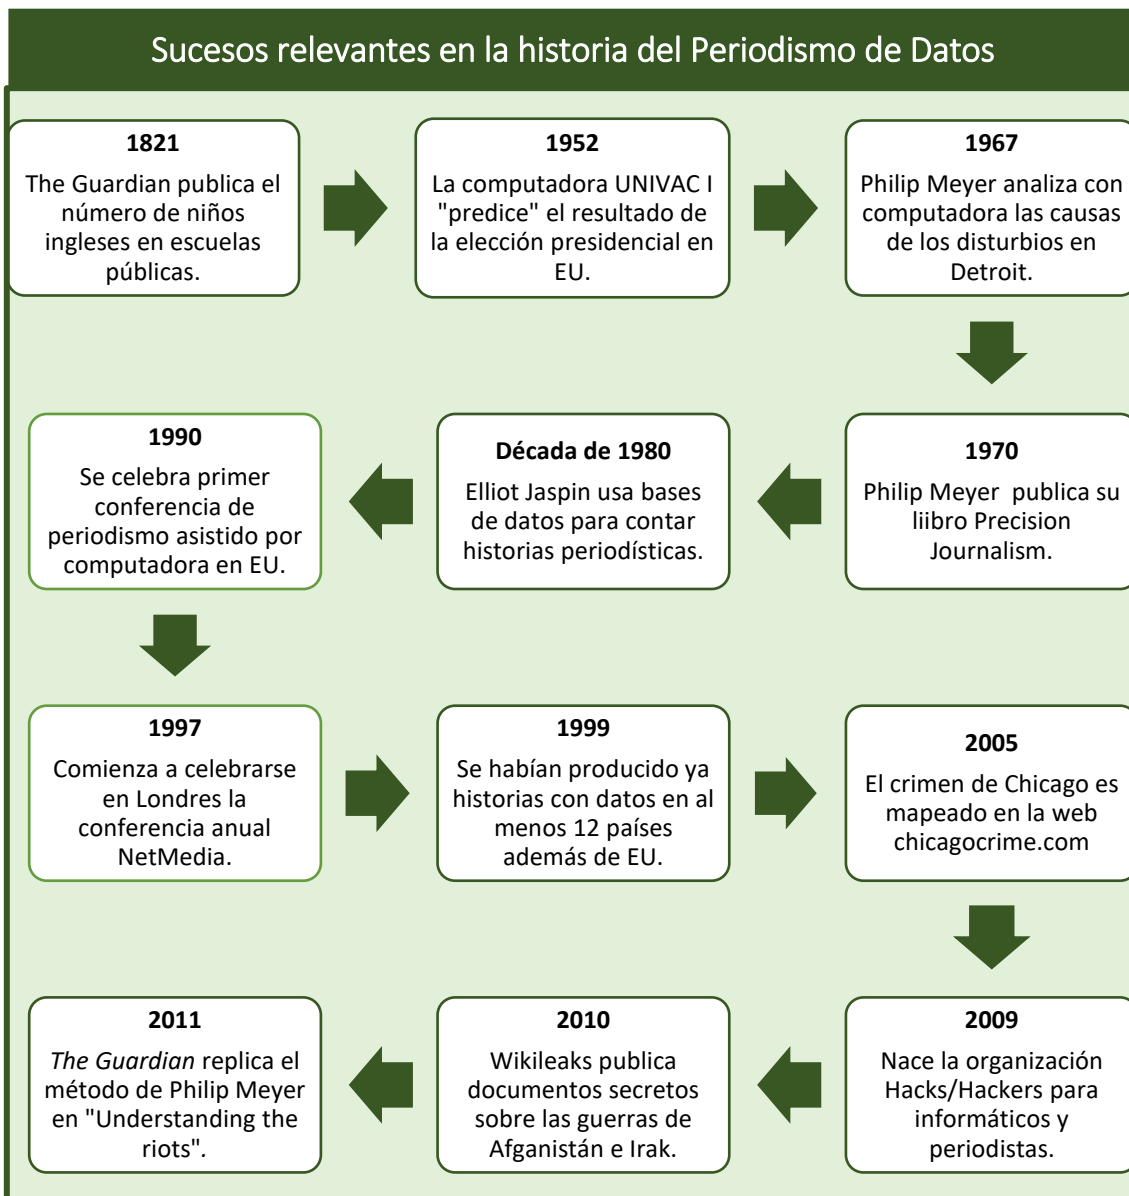 Sucesos relevantes en la historia del Periodismo de Datos
1821
The Guardian publica el
número de niños
ingleses en escuelas
públicas.
1952
La computadora UNIVAC I
"predice" el resultado de
la elección presidencial en
EU.
1967
Philip Meyer analiza con
computadora las causas
de los disturbios en
Detroit.
1970
Philip Meyer publica su
liibro Precision
Journalism.
Década de 1980
Elliot Jaspin usa bases
de datos para contar
historias periodísticas.
1990
Se celebra primer
conferencia de
periodismo asistido por
computadora en EU.
1997
Comienza a celebrarse
en Londres la
conferencia anual
NetMedia.
1999
Se habían producido ya
historias con datos en al
menos 12 países
además de EU.
2005
El crimen de Chicago es
mapeado en la web
chicagocrime.com
2009
Nace la organización
Hacks/Hackers para
informáticos y
periodistas.
2010
Wikileaks publica
documentos secretos
sobre las guerras de
Afganistán e Irak.
2011
The Guardian replica el
método de Philip Meyer
en "Understanding the
riots".